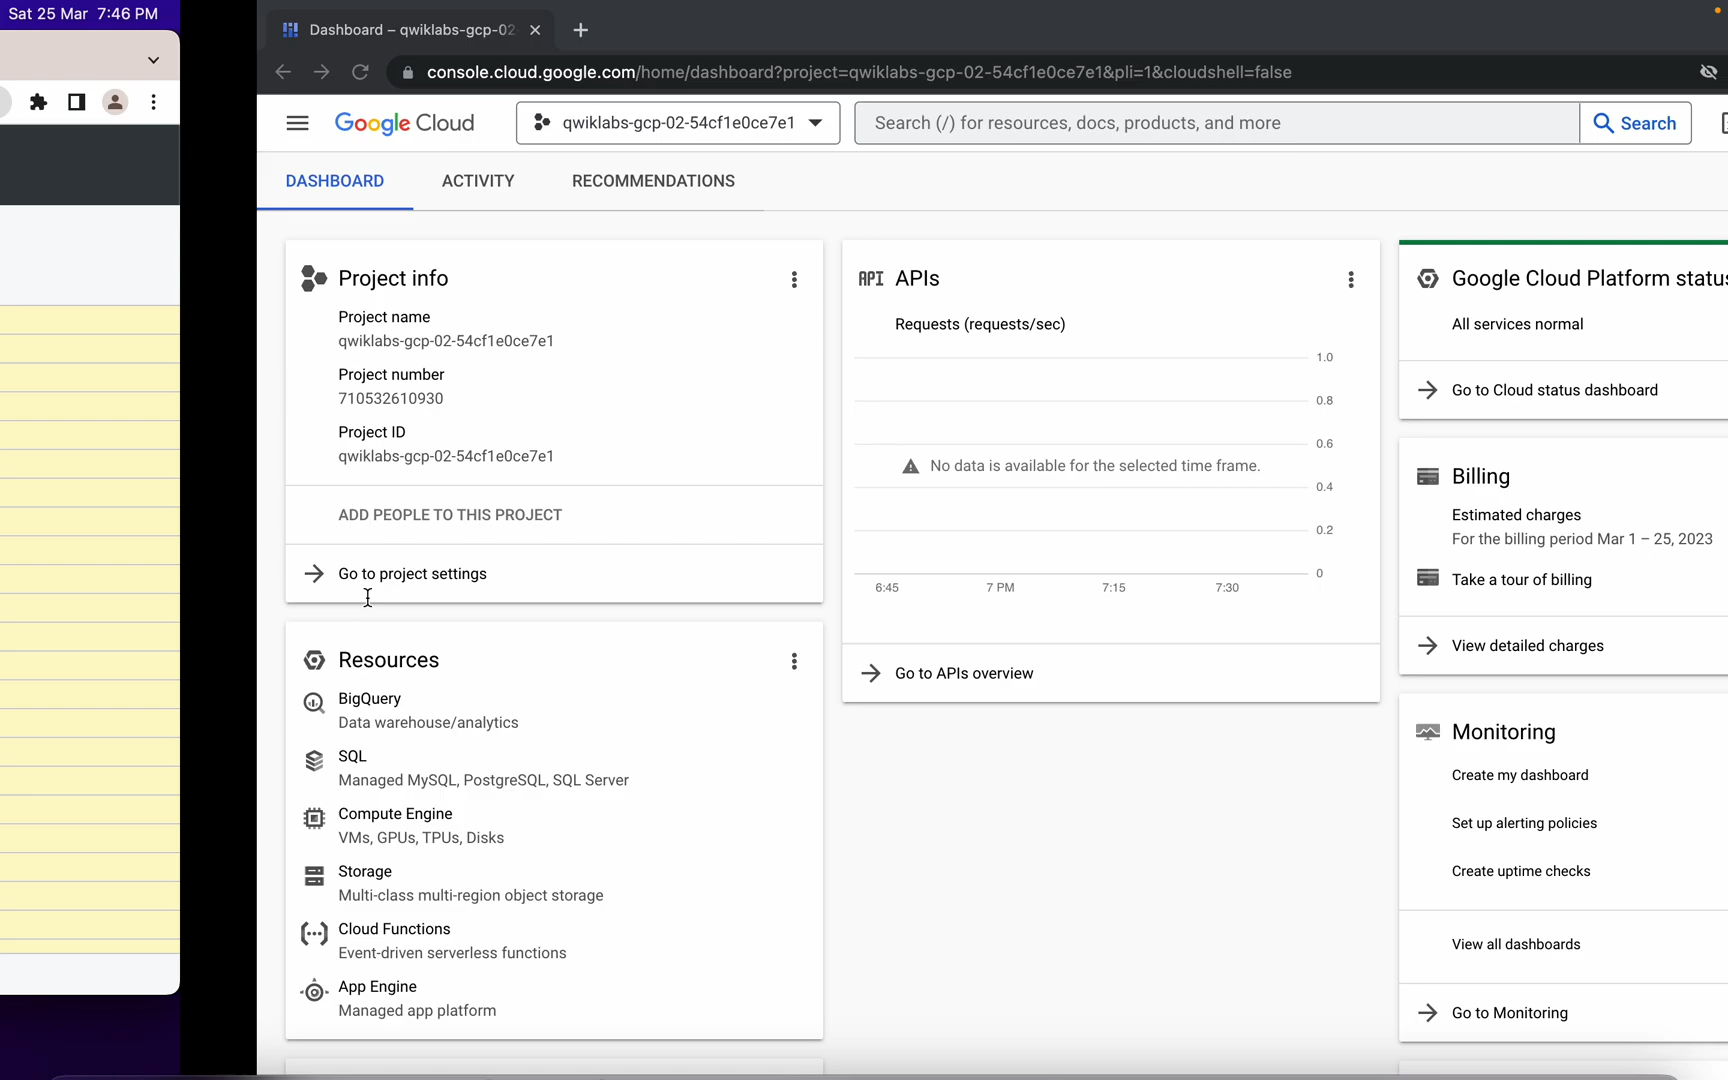 Sat 25 Mar 7:46 PM
Dashboard – qwiklabs-gcp-02
console.cloud.google.com/home/dashboard?project=qwiklabs-gcp-02-54cf1e0ce7e1&pli=1&cloudshell=false
Google Cloud
qwiklabs-gcp-02-54cf1e0ce7e1
Search (/) for resources, docs, products, and more
Search
DASHBOARD
ACTIVITY
RECOMMENDATIONS
Project info
Project name
qwiklabs-gcp-02-54cf1e0ce7e1
Project number
710532610930
Project ID
qwiklabs-gcp-02-54cf1e0ce7e1
ADD PEOPLE TO THIS PROJECT
Go to project settings
Resources
BigQuery
Data warehouse/analytics
SQL
Managed MySQL, PostgreSQL, SQL Server
Compute Engine
VMs, GPUs, TPUs, Disks
Storage
Multi-class multi-region object storage
Cloud Functions
Event-driven serverless functions
App Engine
Managed app platform
API APIs
Requests (requests/sec)
1.0
0.8
0.6
No data is available for the selected time frame.
0.4
0.2
0
6:45 7 PM 7:15 7:30
Go to APIs overview
Google Cloud Platform status
All services normal
Go to Cloud status dashboard
Billing
Estimated charges
For the billing period Mar 1 – 25, 2023
Take a tour of billing
View detailed charges
Monitoring
Create my dashboard
Set up alerting policies
Create uptime checks
View all dashboards
Go to Monitoring